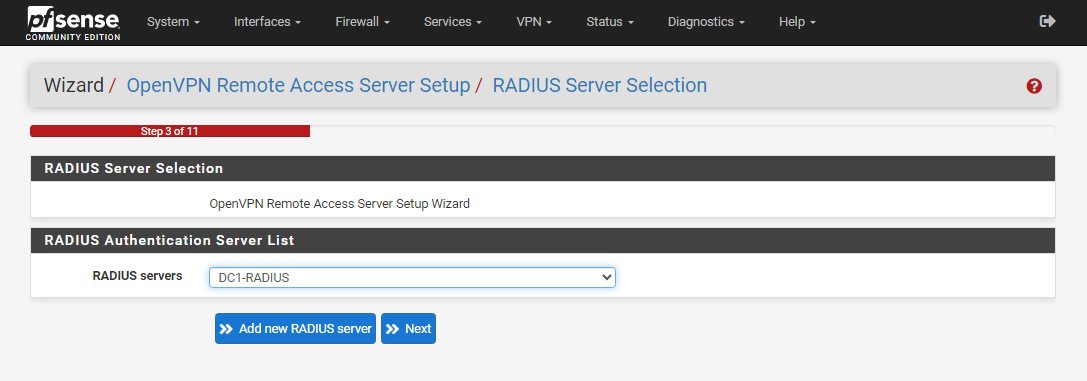 pfsense COMMUNITY EDITION
System Interfaces Firewall Services VPN Status Diagnostics Help
Wizard / OpenVPN Remote Access Server Setup / RADIUS Server Selection
Step 3 of 11
RADIUS Server Selection
OpenVPN Remote Access Server Setup Wizard
RADIUS Authentication Server List
RADIUS servers DC1-RADIUS
Add new RADIUS server Next